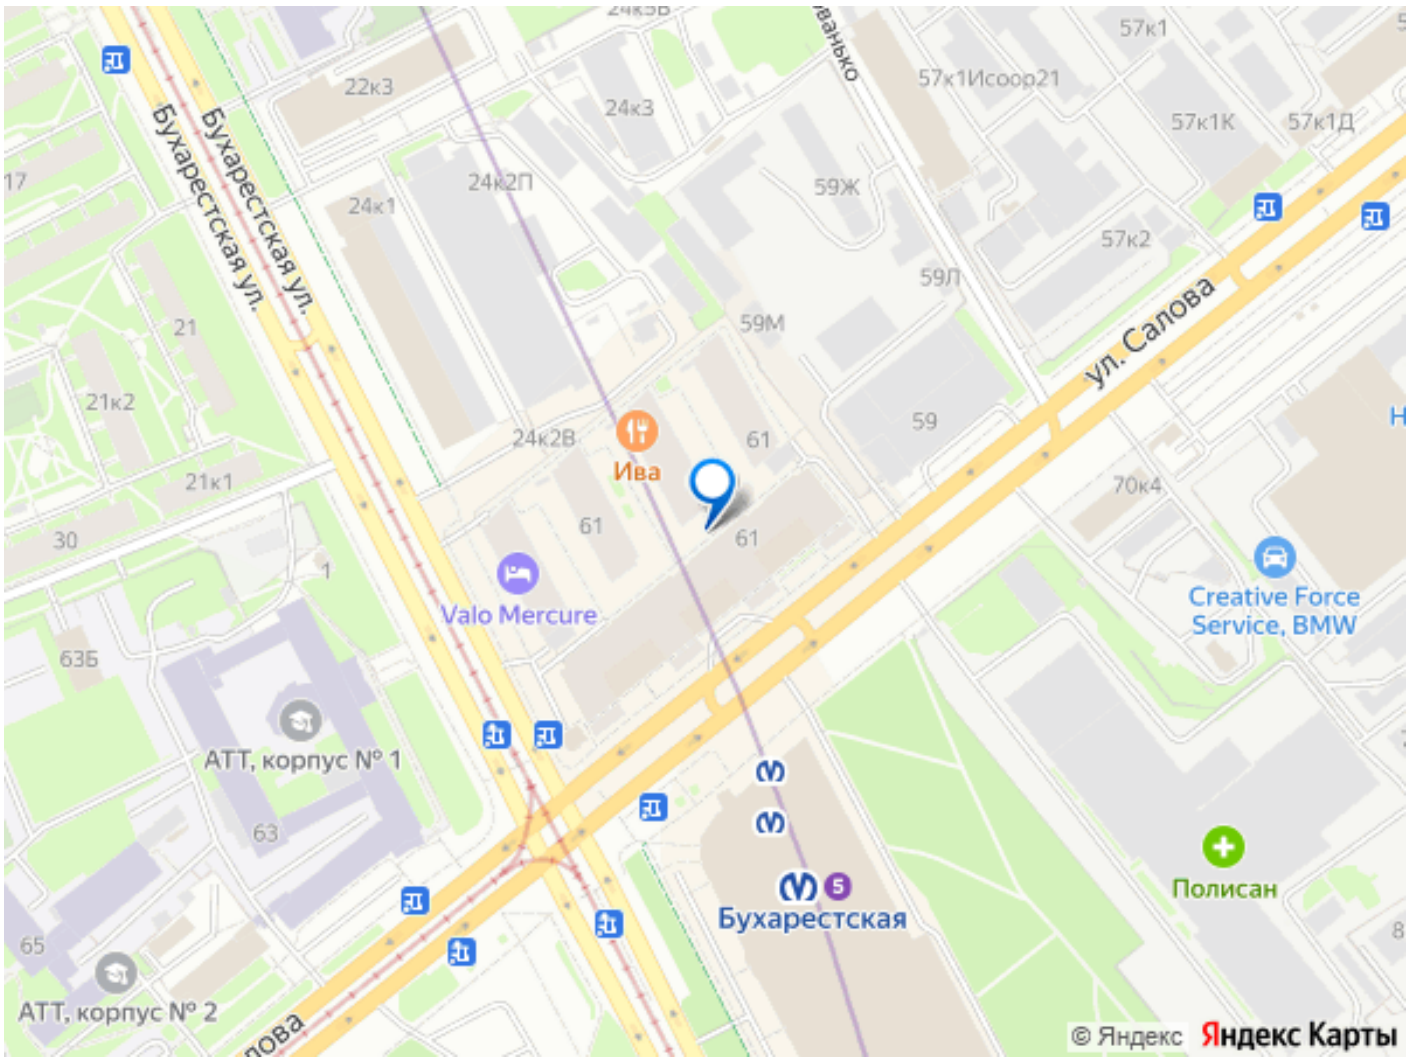 24к5В
57к1
22к3
57к1Исоор21
24к3
57к1К
57к1Д
Бухарестская ул.
Бухарестская ул.
17
24к2П
59Ж
24к1
57к2
59Л
ул. Салова
21
59М
21к2
59
24к2В
61
Ива
21к1
70к4
30
61
61
1
Valo Mercure
Creative Force
Service, BMW
63Б
АТТ, корпус № 1
63
5
Полисан
Бухарестская
65
АТТ, корпус № 2
© Яндекс
Яндекс Карты